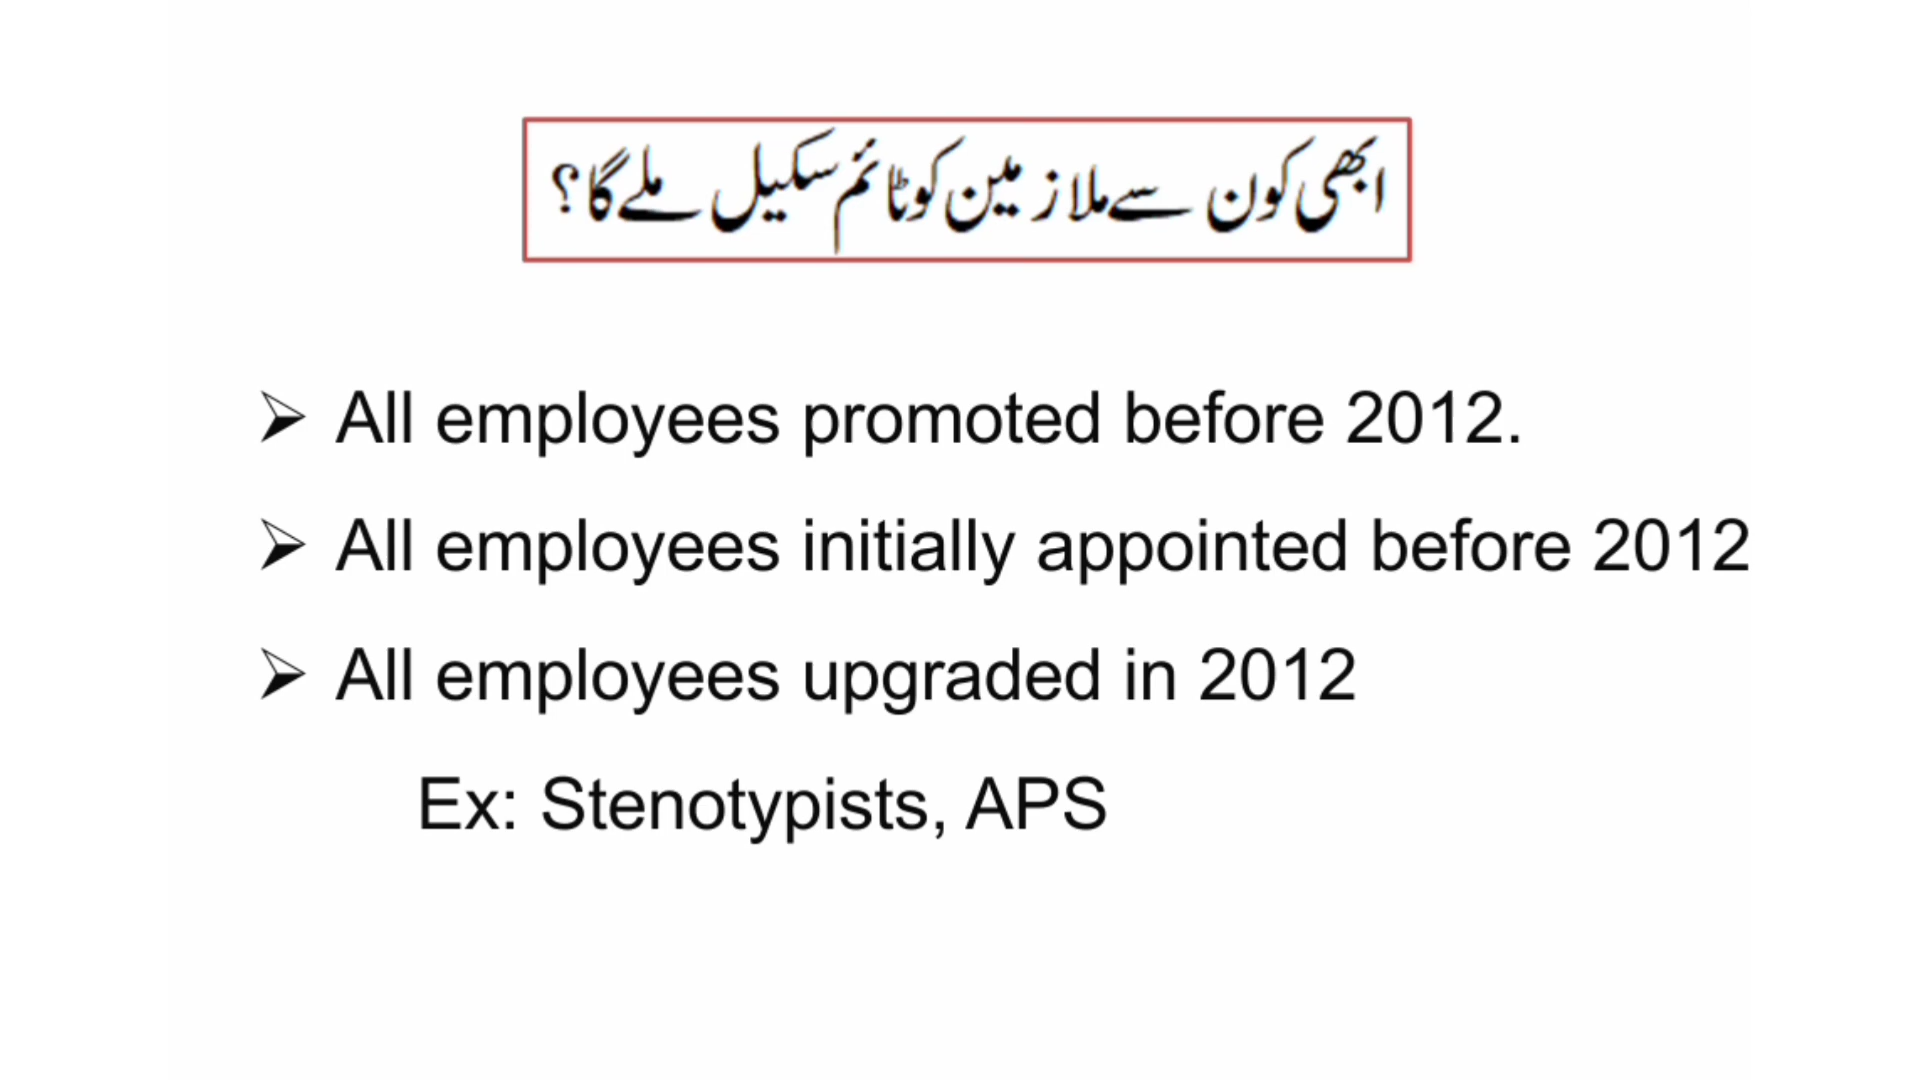 ابھی کون سے ملازمین کو ٹائم سکیل ملے گا؟
➢ All employees promoted before 2012.
➢ All employees initially appointed before 2012
➢ All employees upgraded in 2012
Ex: Stenotypists, APS